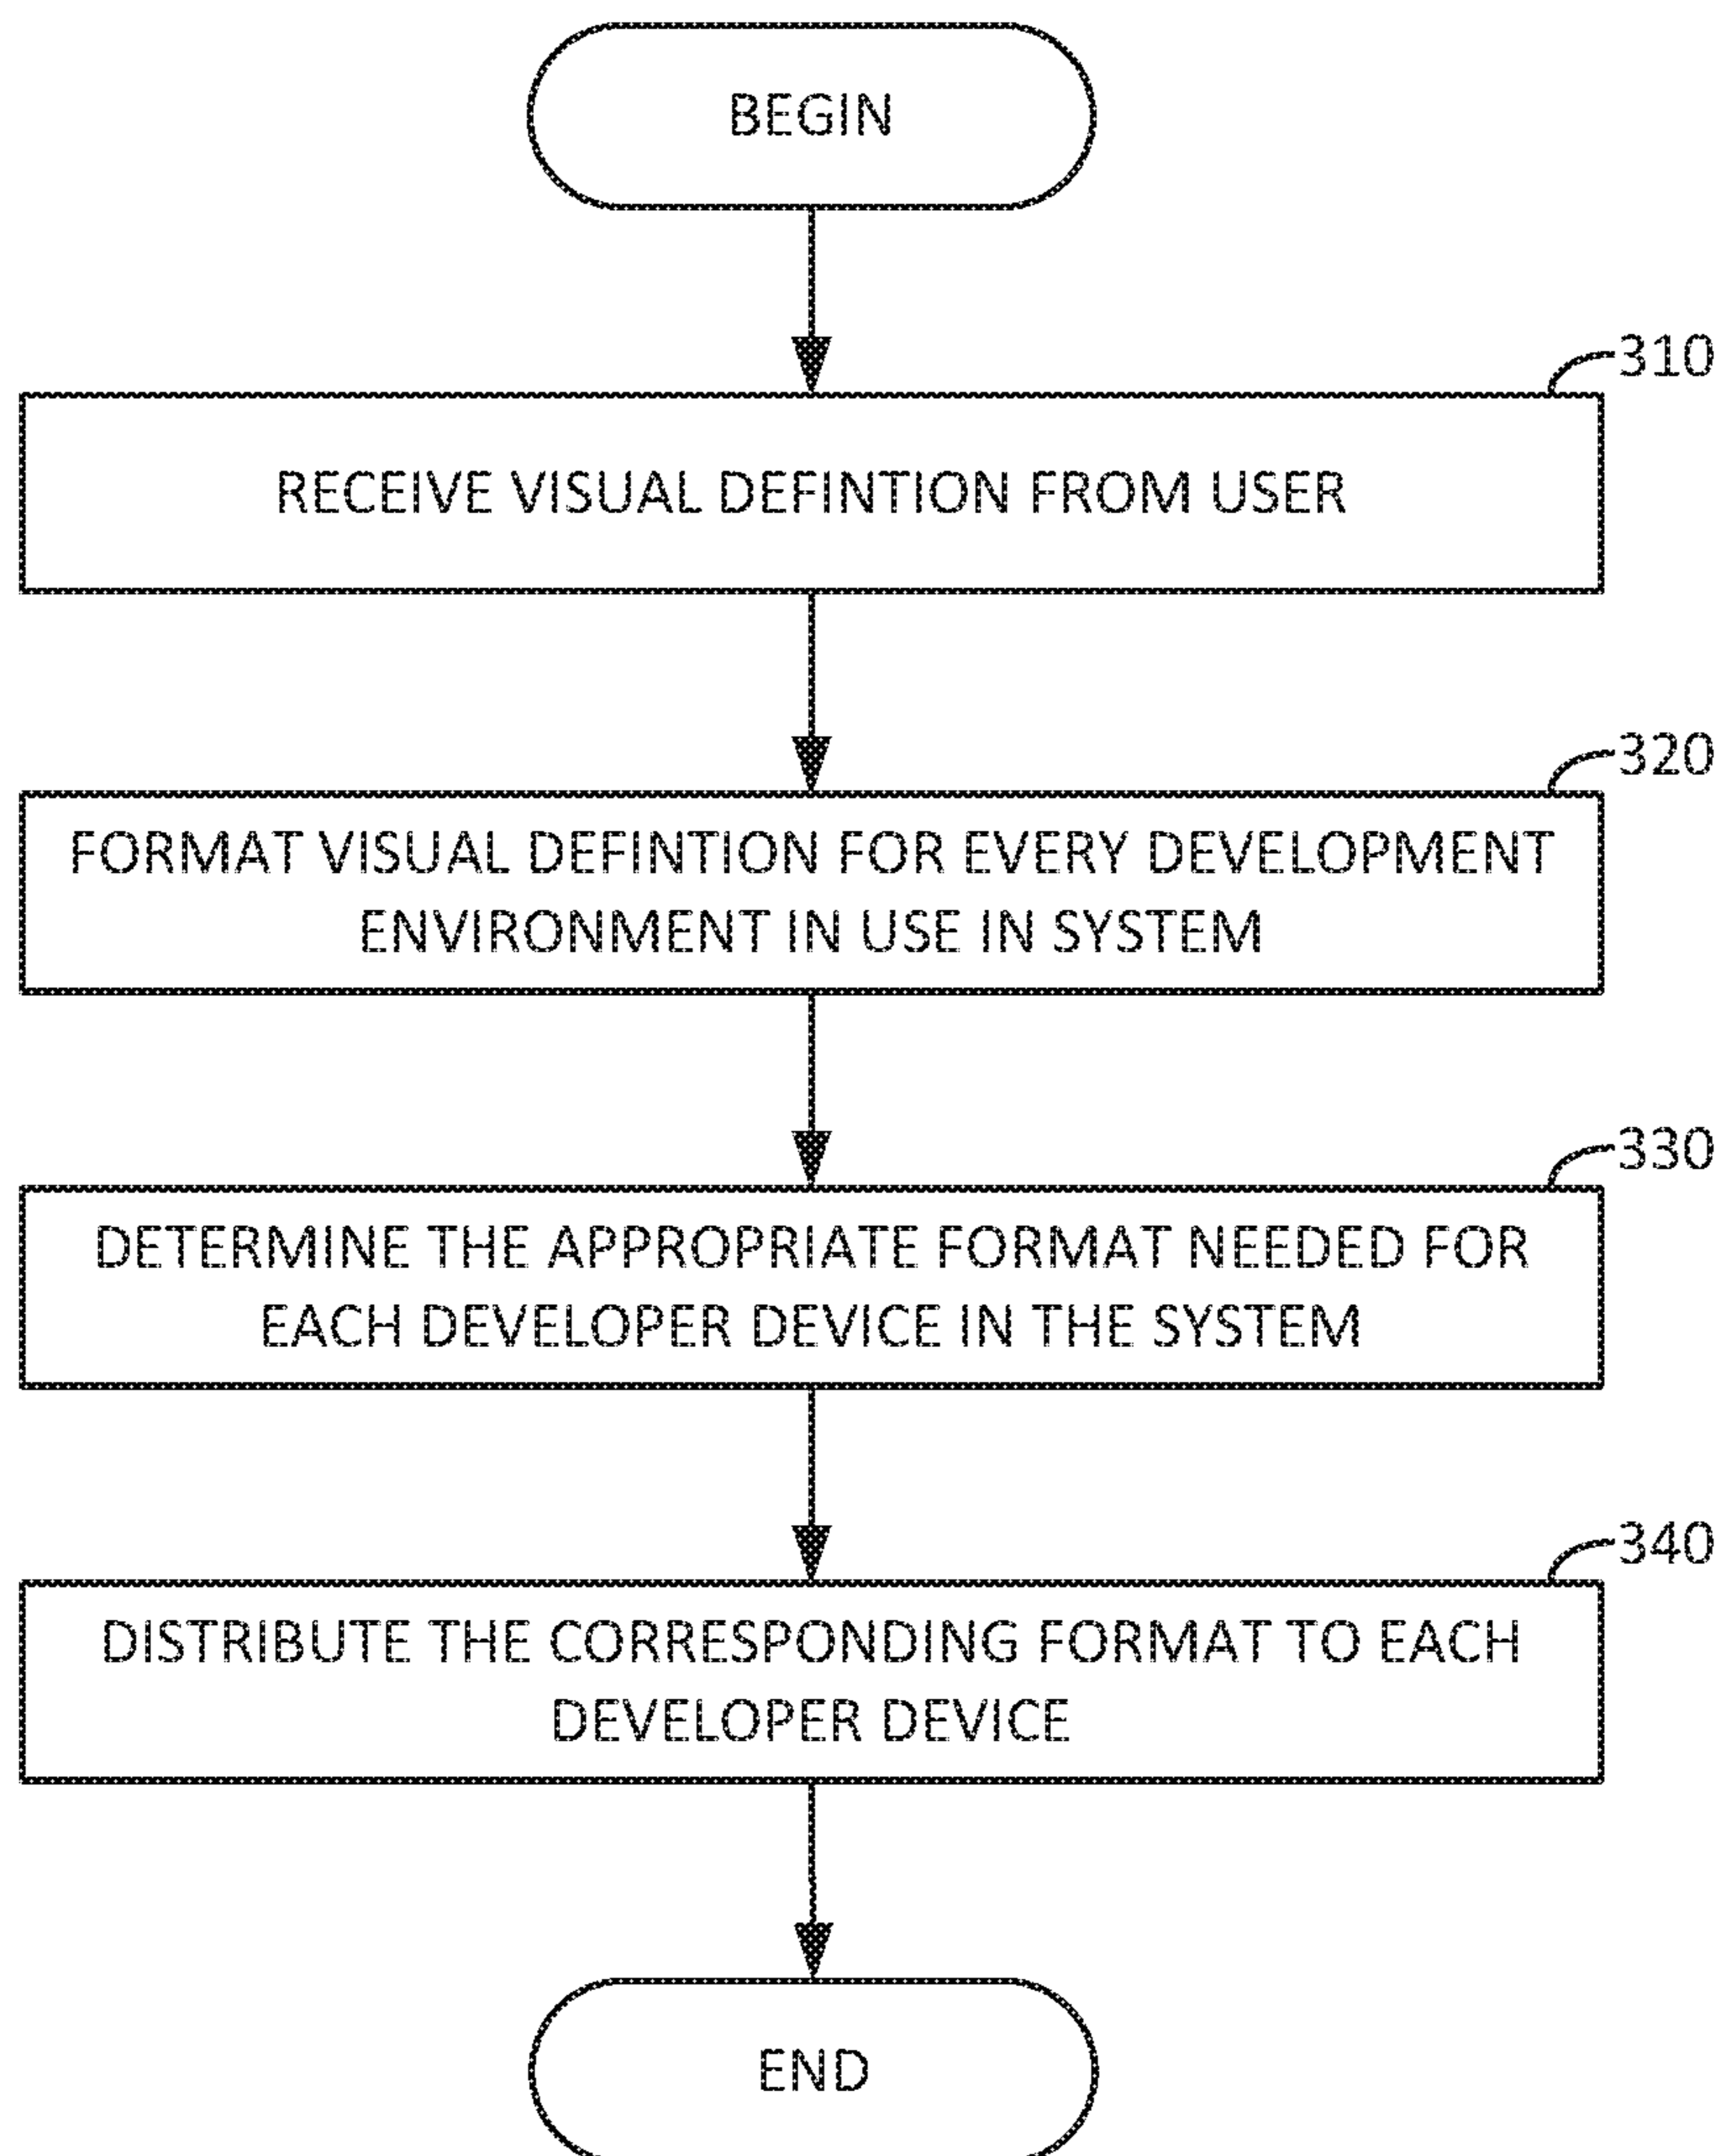 BEGIN
310
RECEIVE VISUAL DEFINTION FROM USER
320
FORMAT VISUAL DEFINTION FOR EVERY DEVELOPMENT
ENVIRONMENT IN USE IN SYSTEM
330
DETERMINE THE APPROPRIATE FORMAT NEEDED FOR
EACH DEVELOPER DEVICE IN THE SYSTEM
340
DISTRIBUTE THE CORRESPONDING FORMAT TO EACH
DEVELOPER DEVICE
END